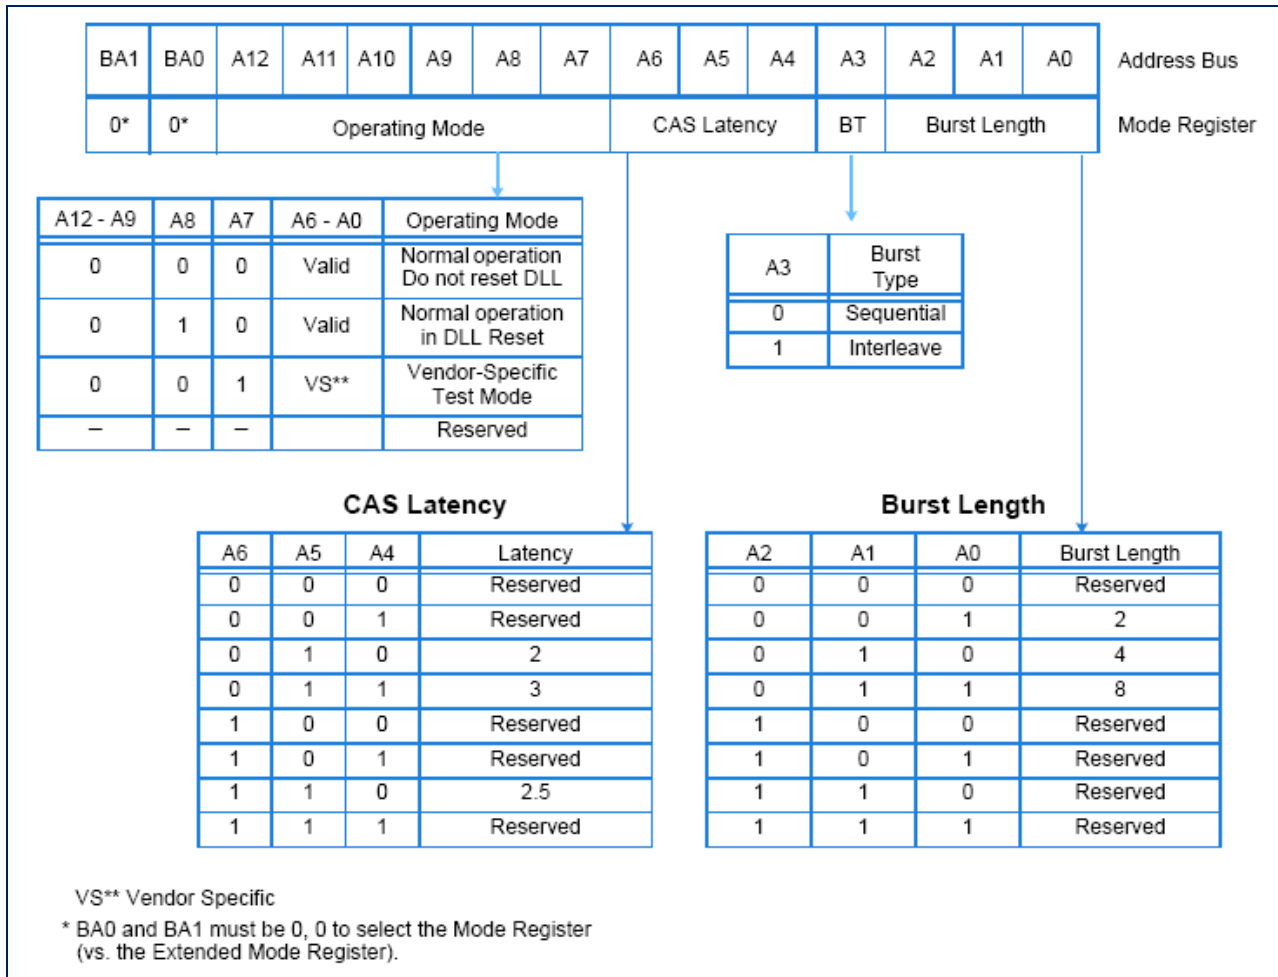 BA1 BA0 A12 A11 A10 A9 A8 A7 A6 A5 A4 A3 A2 A1 A0 Address Bus
0* 0* Operating Mode CAS Latency BT Burst Length Mode Register
A12 - A9 A8 A7 A6 - A0 Operating Mode
0 0 0 Valid Normal operation
Do not reset DLL
0 1 0 Valid Normal operation
in DLL Reset
0 0 1 VS** Vendor-Specific
Test Mode
– – – Reserved
A3 Burst
Type
0 Sequential
1 Interleave
CAS Latency
A6 A5 A4 Latency
0 0 0 Reserved
0 0 1 Reserved
0 1 0 2
0 1 1 3
1 0 0 Reserved
1 0 1 Reserved
1 1 0 2.5
1 1 1 Reserved
Burst Length
A2 A1 A0 Burst Length
0 0 0 Reserved
0 0 1 2
0 1 0 4
0 1 1 8
1 0 0 Reserved
1 0 1 Reserved
1 1 0 Reserved
1 1 1 Reserved
VS** Vendor Specific
* BA0 and BA1 must be 0, 0 to select the Mode Register
(vs. the Extended Mode Register).